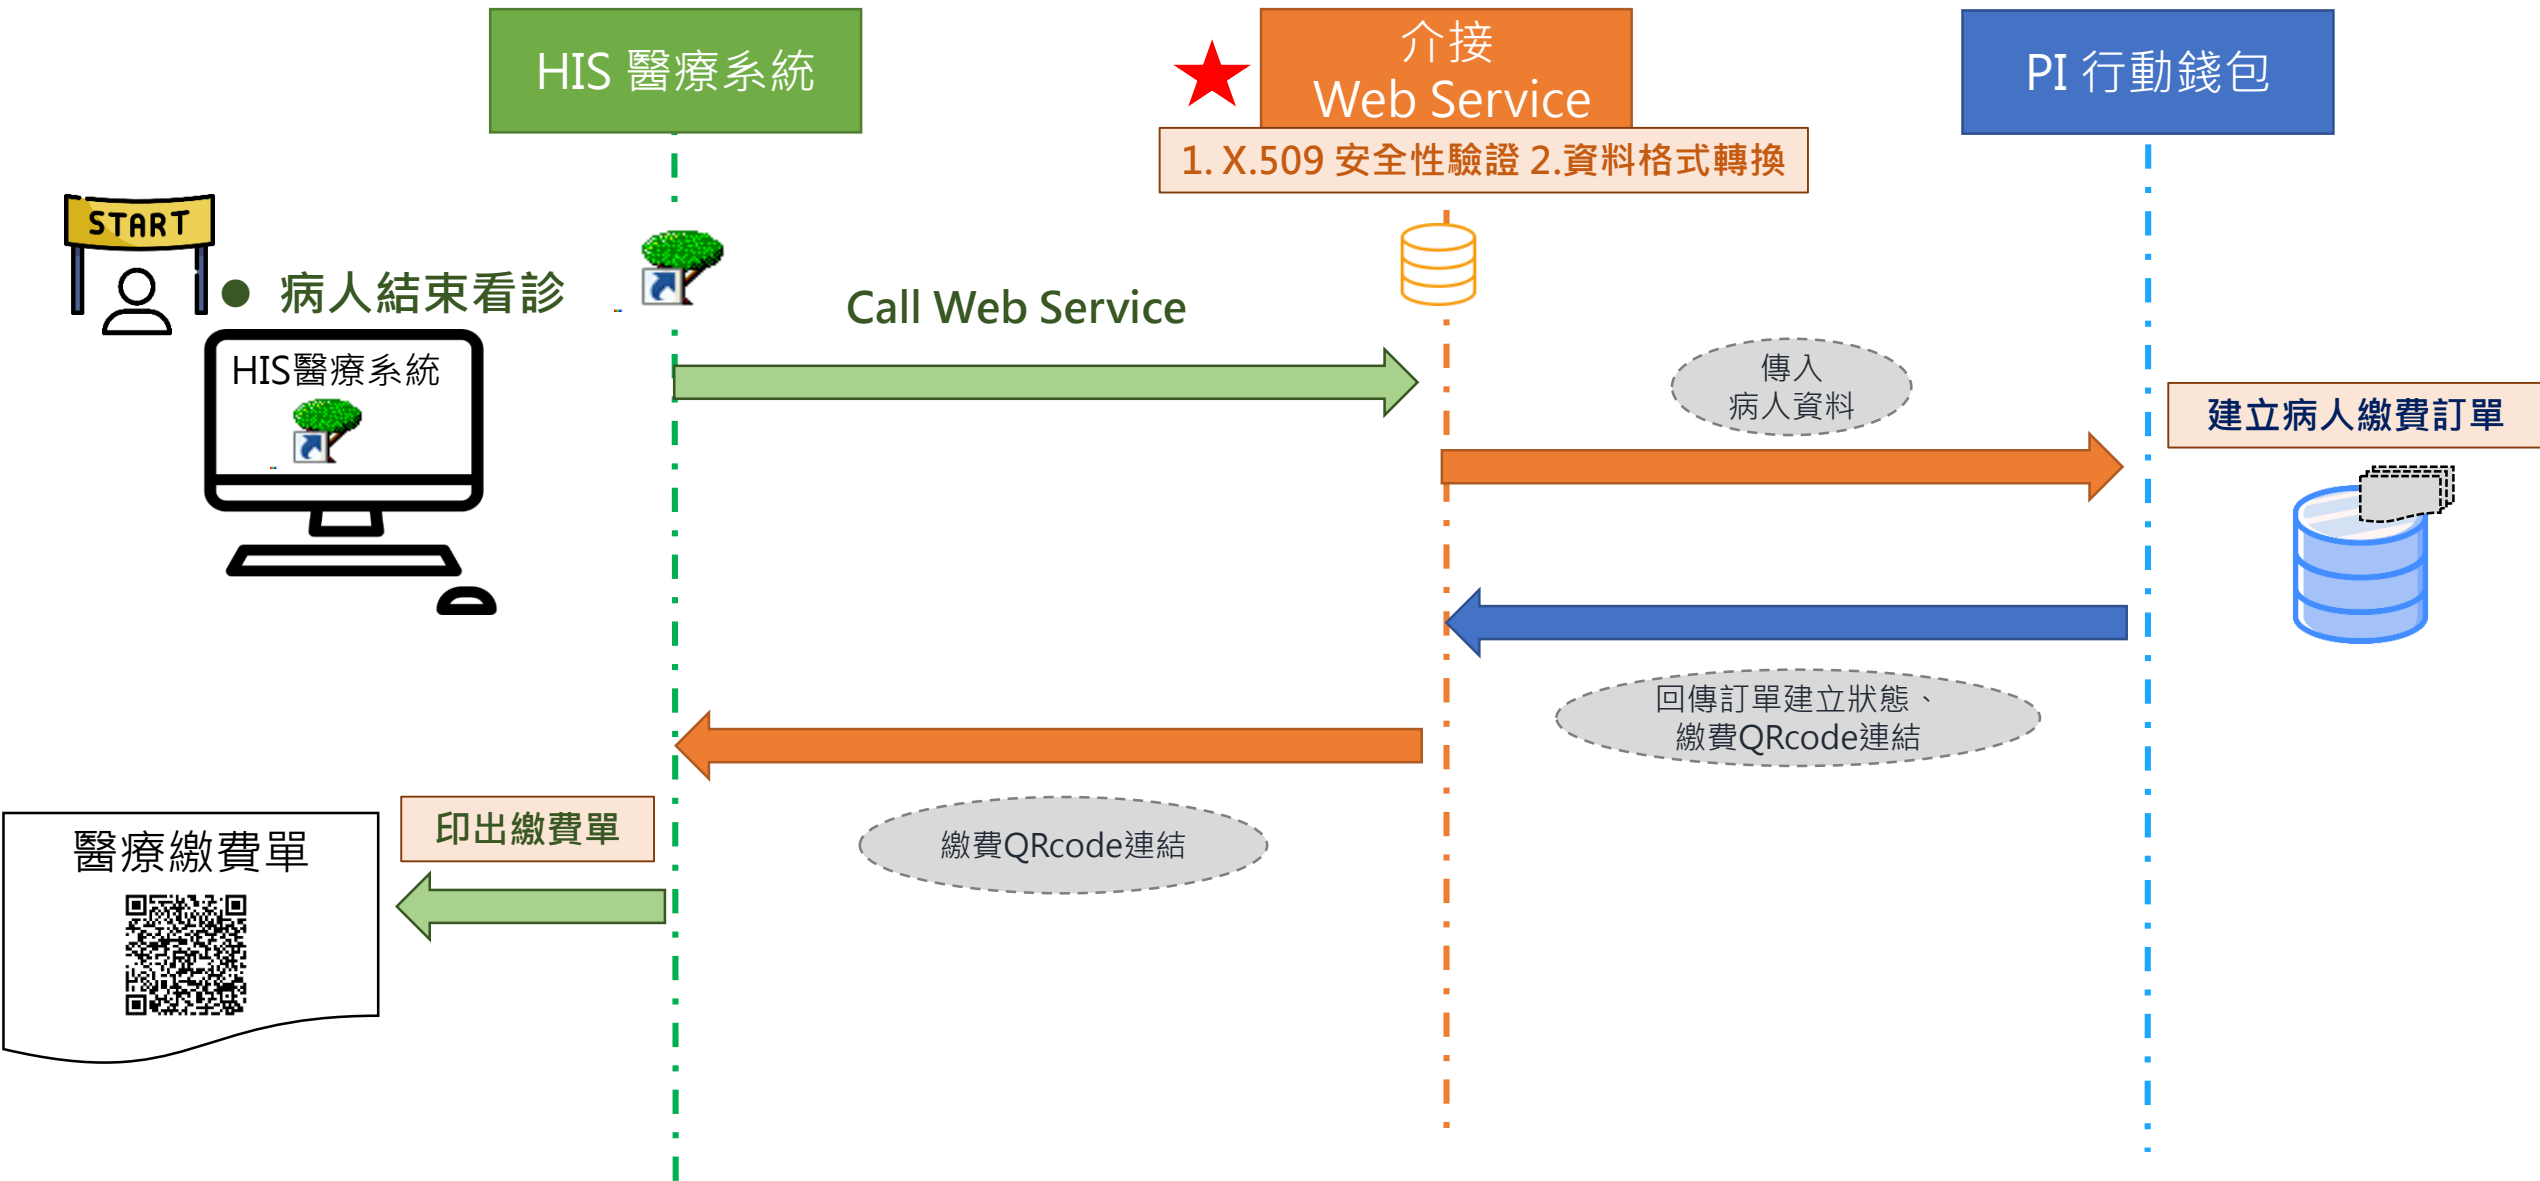 HIS 醫療系統
介接
Web Service
PI 行動錢包
1. X.509 安全性驗證 2.資料格式轉換
START
病人結束看診
Call Web Service
HIS醫療系統
傳入
病人資料
建立病人繳費訂單
回傳訂單建立狀態、
繳費QRcode連結
印出繳費單
醫療繳費單
繳費QRcode連結